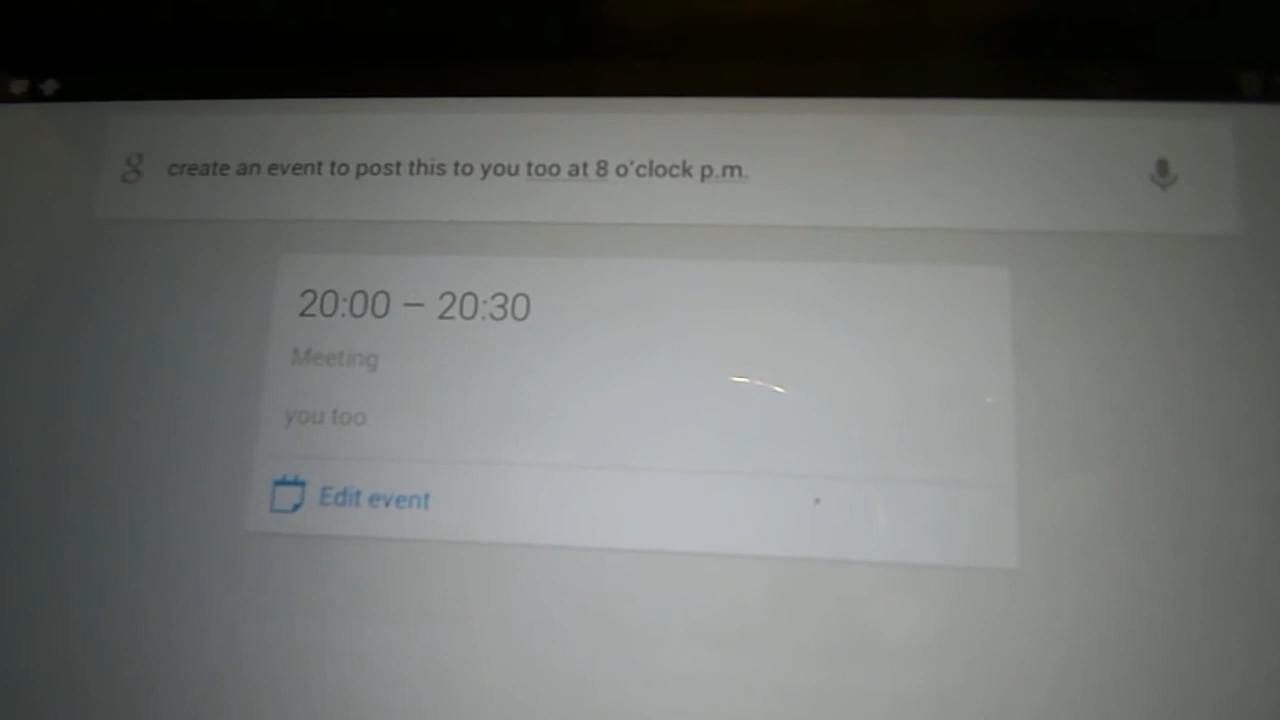 g create an event to post this to you too at 8 o'clock p.m.
20:00 – 20:30
Meeting
you too
Edit event